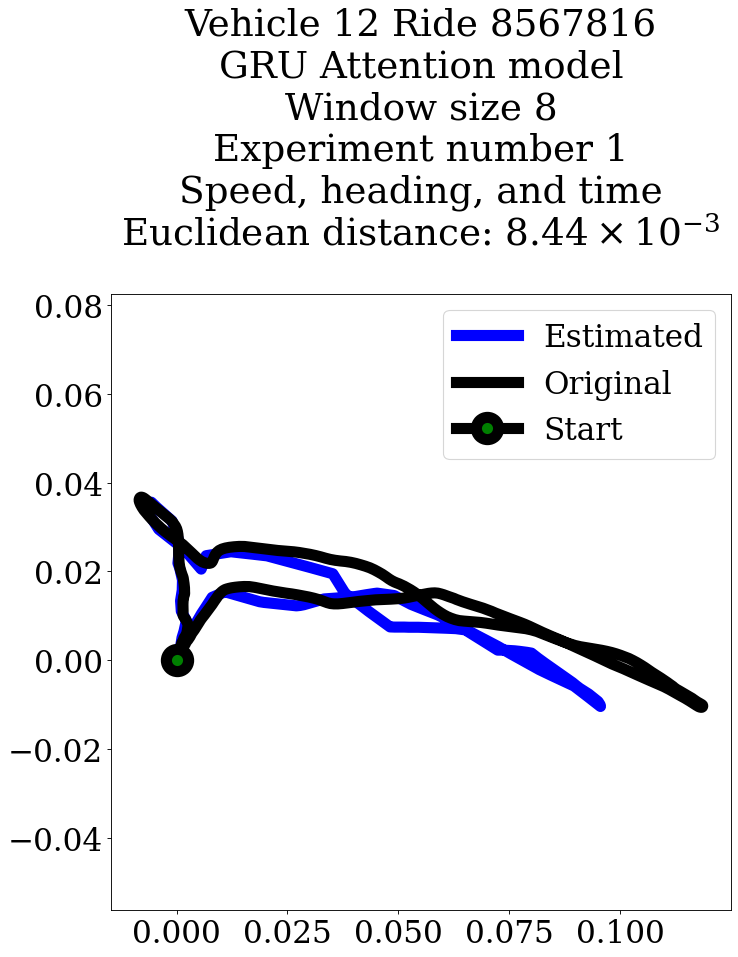 Vehicle 12 Ride 8567816
GRU Attention model
Window size 8
Experiment number 1
Speed, heading, and time
Euclidean distance: 8.44 × 10⁻³
0.08
0.06
0.04
0.02
0.00
−0.02
−0.04
Estimated
Original
Start
0.000 0.025 0.050 0.075 0.100